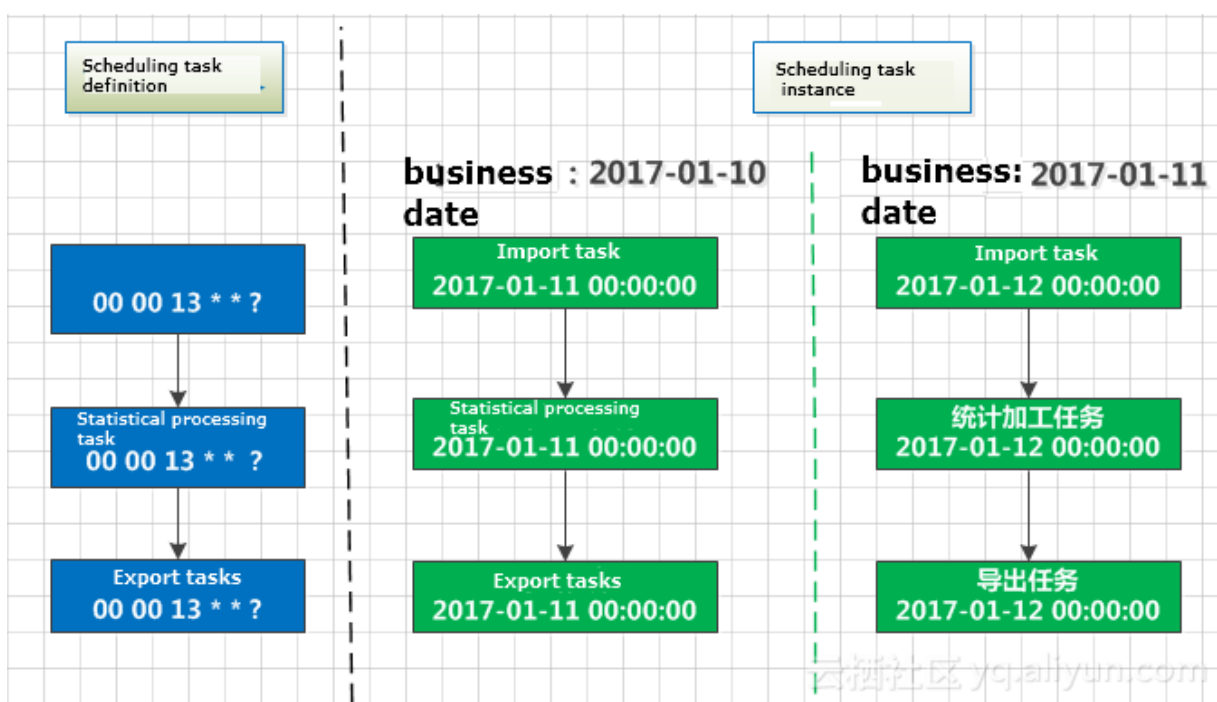 Scheduling task
definition
Scheduling task
instance
business : 2017-01-10
date
business: 2017-01-11
date
00 00 13 * * ?
Statistical processing
task
00 00 13 * * ?
Export tasks
00 00 13 * * ?
Import task
2017-01-11 00:00:00
Statistical processing
task
2017-01-11 00:00:00
Export tasks
2017-01-11 00:00:00
Import task
2017-01-12 00:00:00
统计加工任务
2017-01-12 00:00:00
导出任务
2017-01-12 00:00:00
云栖社区 yq.aliyun.com